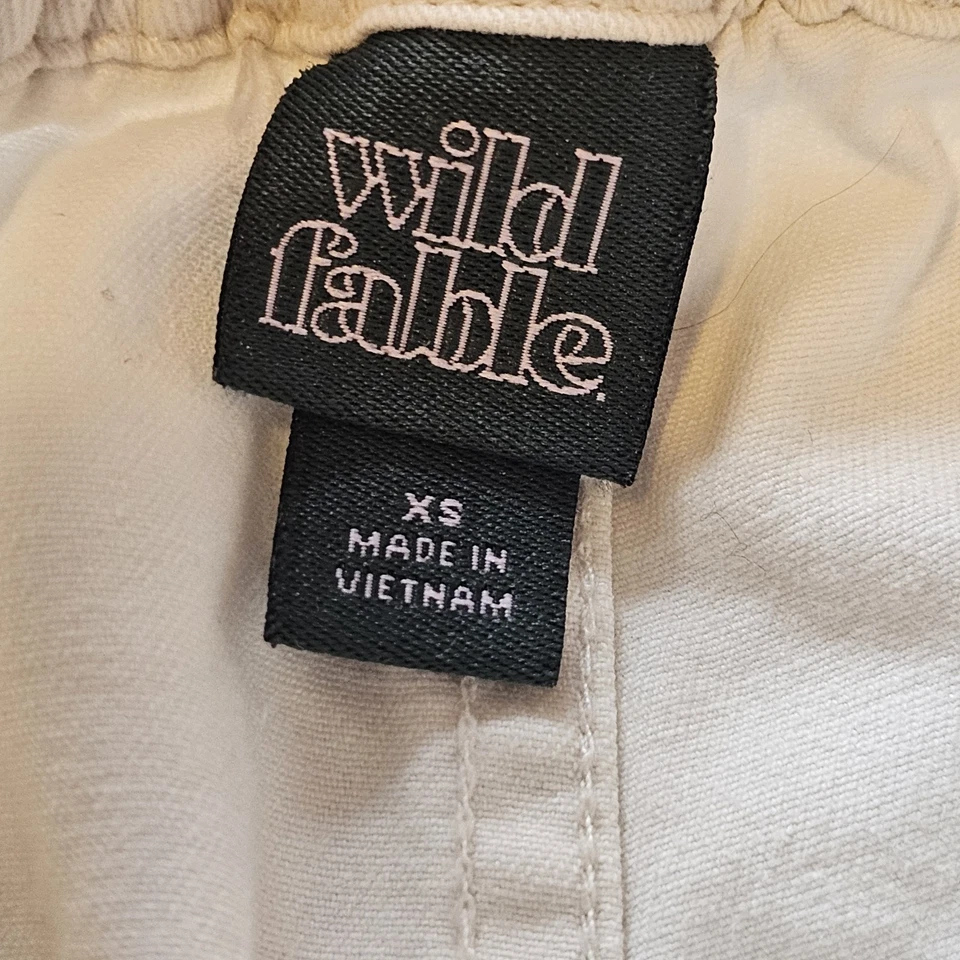 wild
fable.
XS
MADE IN
VIETNAM